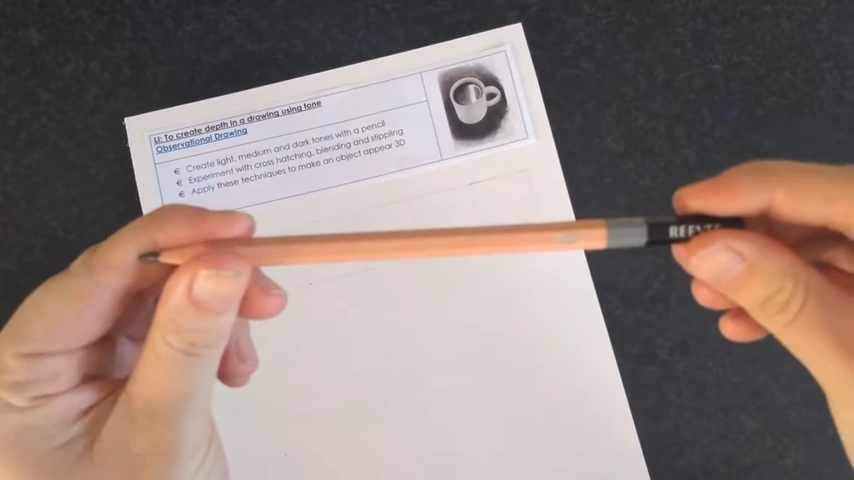 LI: To create depth in a drawing using tone
Observational Drawing
€ Create light, medium and dark tones with a pencil
€ Experiment with cross hatching, blending and stippling
€ Apply these techniques to make an object appear 3D
REEVES